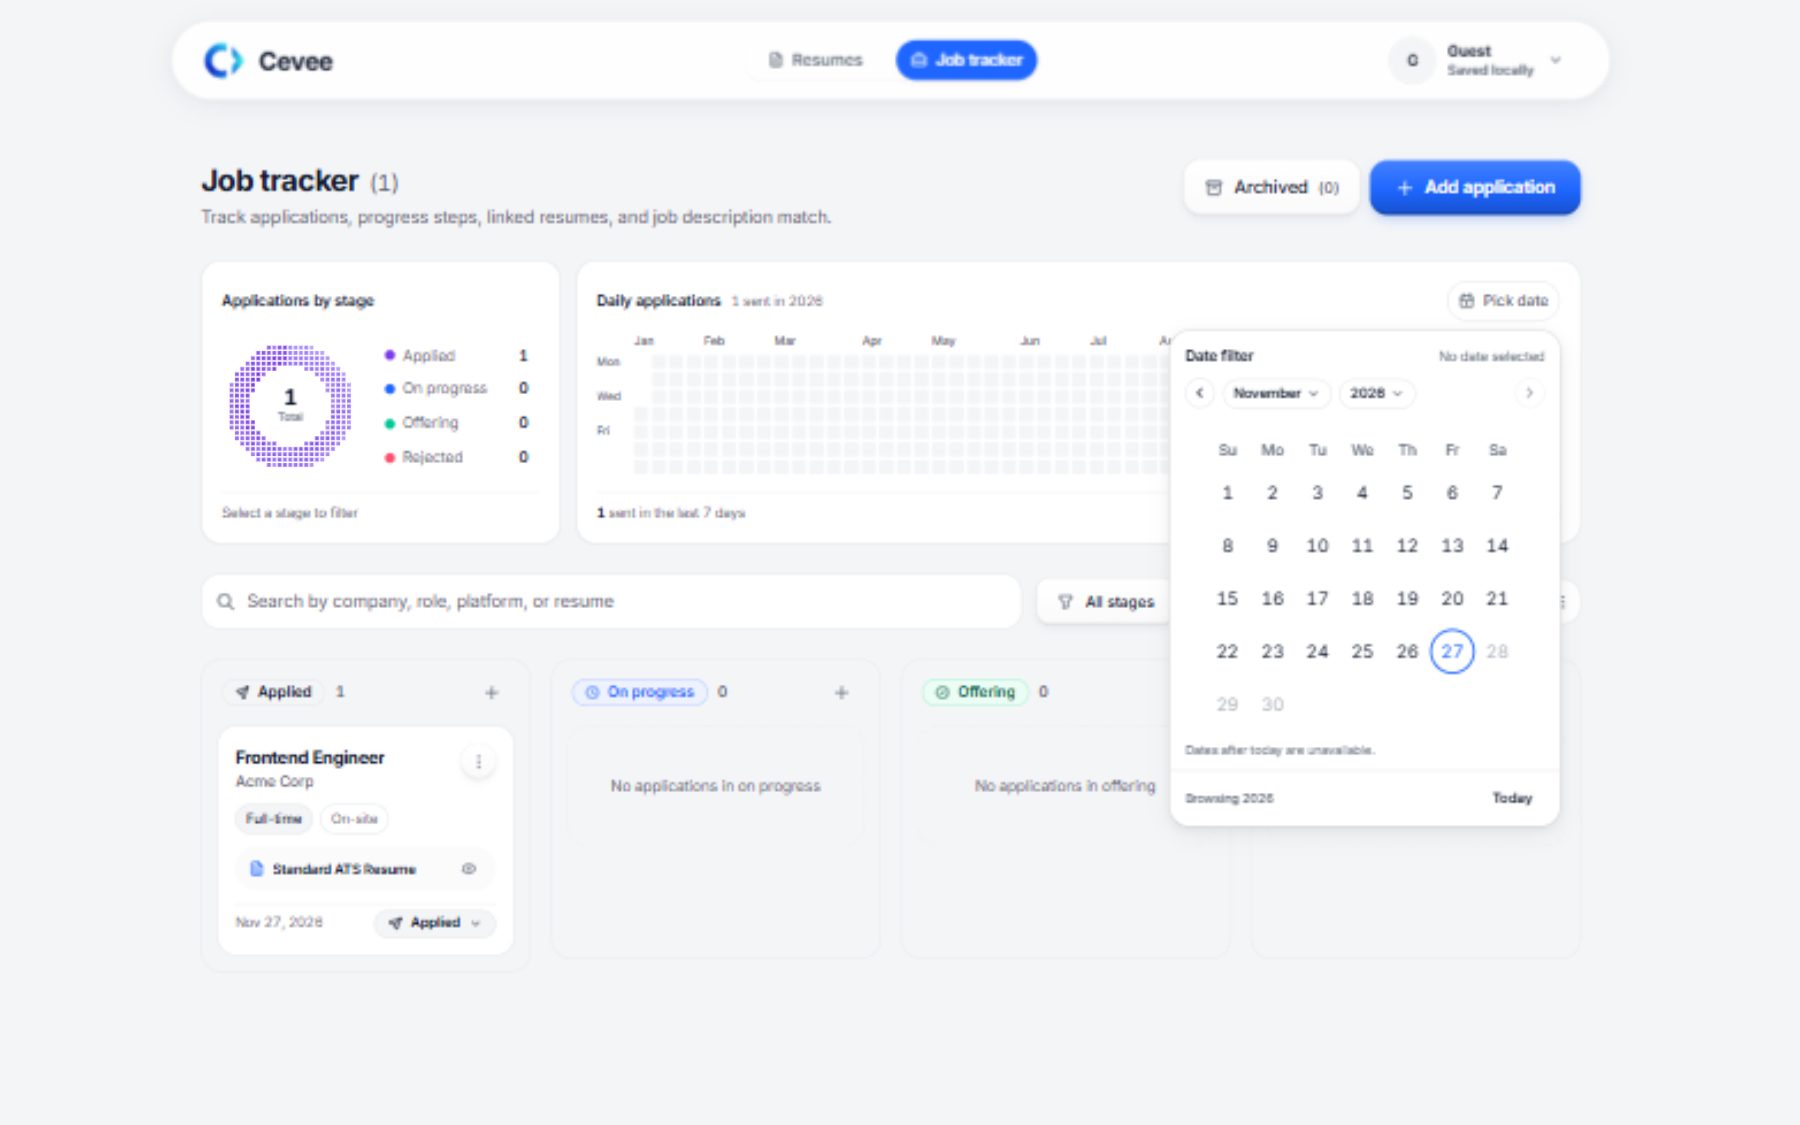 Cevee
Resumes
Job tracker
G
Guest
Saved locally
Job tracker (1)
Track applications, progress steps, linked resumes, and job description match.
Archived (0)
+ Add application
Applications by stage
1
Total
Applied 1
On progress 0
Offering 0
Rejected 0
Select a stage to filter
Daily applications 1 sent in 2026
Pick date
Jan Feb Mar Apr May Jun Jul
Mon
Wed
Fri
1 sent in the last 7 days
Date filter No date selected
November 2026
Su Mo Tu We Th Fr Sa
1 2 3 4 5 6 7
8 9 10 11 12 13 14
15 16 17 18 19 20 21
22 23 24 25 26 27 28
29 30
Dates after today are unavailable.
Browsing 2026 Today
Search by company, role, platform, or resume
All stages
Applied 1 +
On progress 0 +
Offering 0
Frontend Engineer
Acme Corp
Full-time On-site
Standard ATS Resume
Nov 27, 2026 Applied
No applications in on progress
No applications in offering